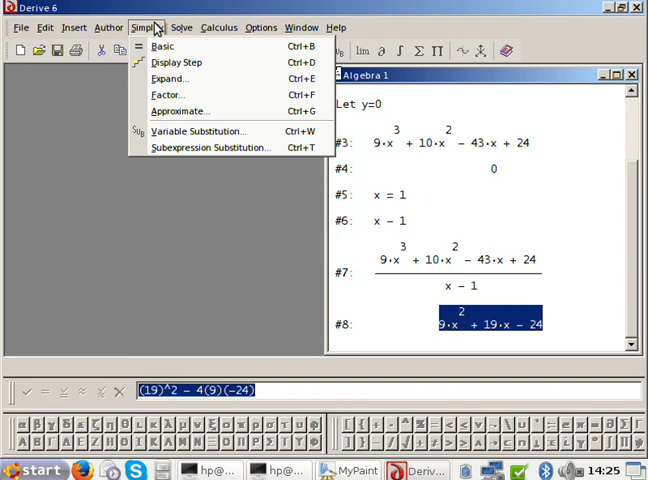 Derive 6
File Edit Insert Author Simplify Solve Calculus Options Window Help
lim ∂ ∫ Σ Π
Basic Ctrl+B
Display Step Ctrl+D
Expand... Ctrl+E
Factor... Ctrl+F
Approximate... Ctrl+G
SUB Variable Substitution... Ctrl+W
Subexpression Substitution... Ctrl+T
Algebra 1
Let y=0
3 2
#3: 9·x + 10·x - 43·x + 24
#4: 0
#5: x = 1
#6: x - 1
3 2
9·x + 10·x - 43·x + 24
#7:
x - 1
2
#8: 9·x + 19·x - 24
(19)^2 - 4(9)(-24)
α β γ δ ε ζ η θ ι κ λ μ ν ξ ο π ρ σ τ υ φ
Α Β Γ Δ Ε Ζ Η Θ Ι Κ Λ Μ Ν Ξ Ο Π Ρ Σ Τ Υ Φ
start hp@... hp@... MyPaint Deriv... 14:25